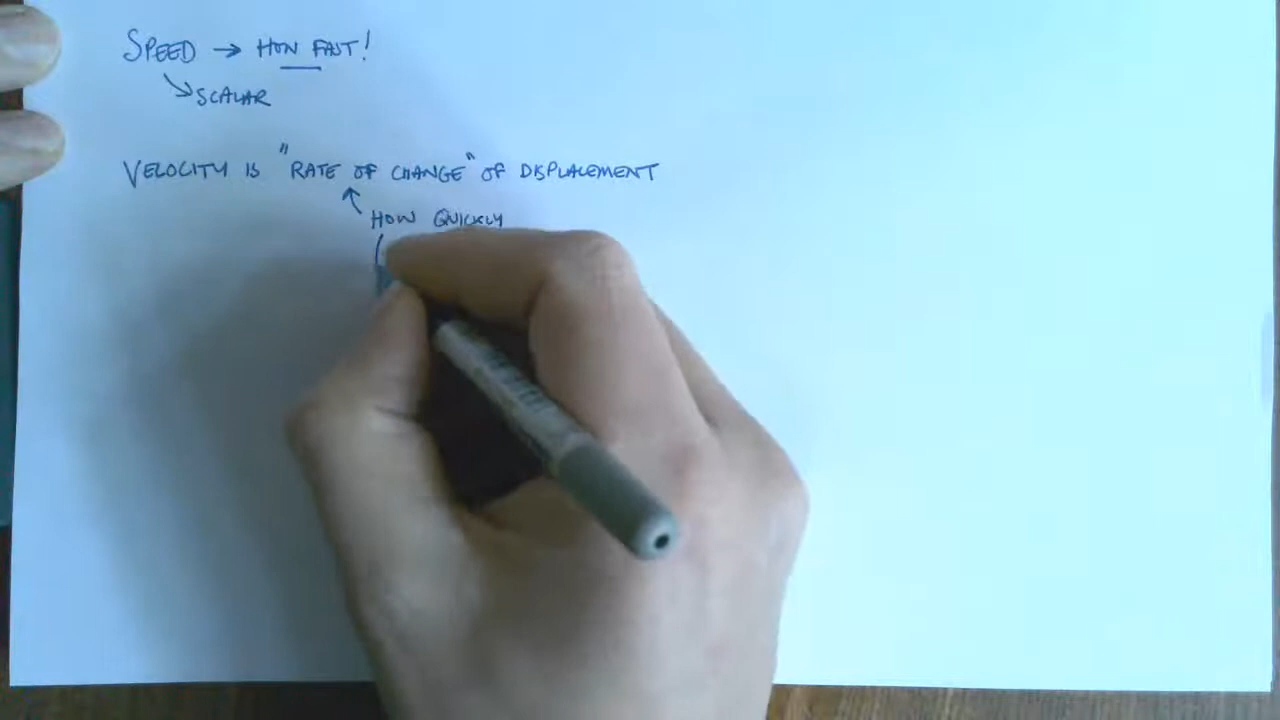 SPEED → HOW FAST!
SCALAR
VELOCITY IS "RATE OF CHANGE" OF DISPLACEMENT
HOW QUICKLY